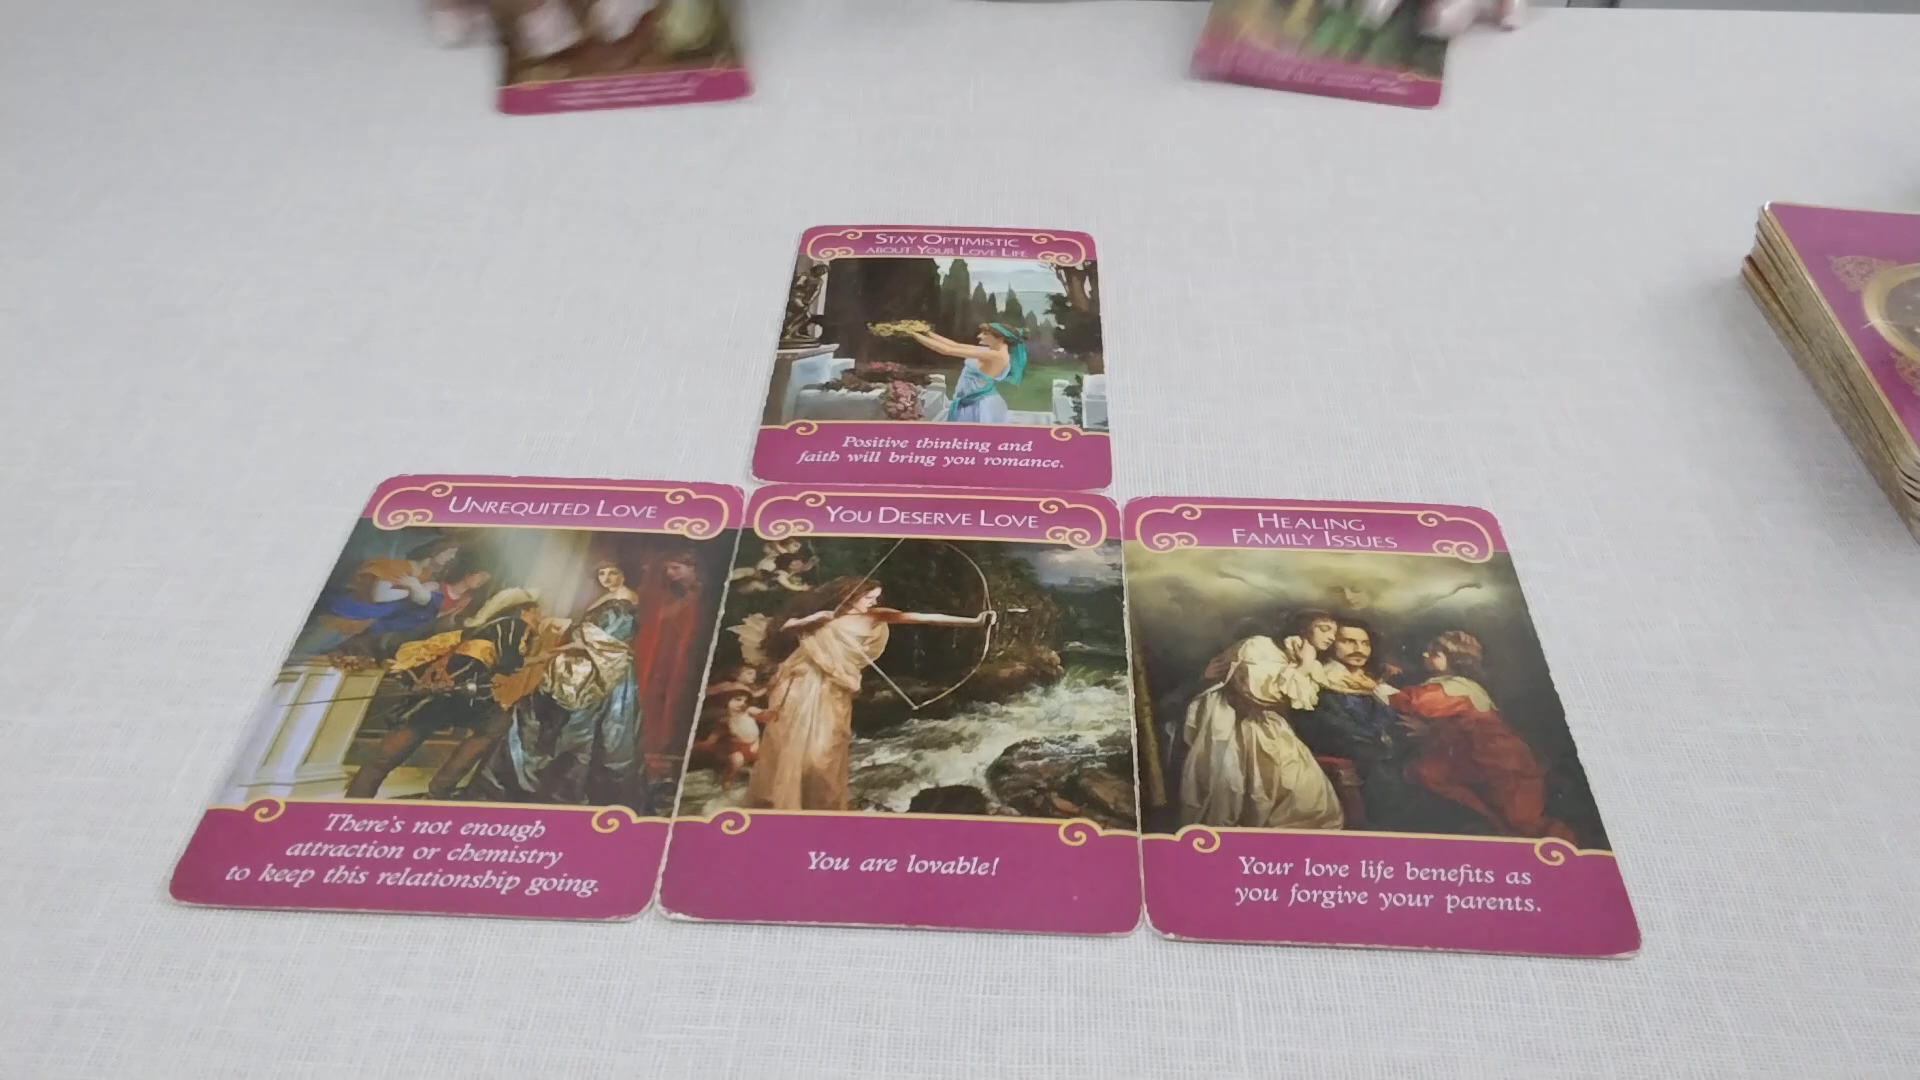 STAY OPTIMISTIC
ABOUT YOUR LOVE LIFE
Positive thinking and
faith will bring you romance.
UNREQUITED LOVE
There's not enough
attraction or chemistry
to keep this relationship going.
YOU DESERVE LOVE
You are lovable!
HEALING
FAMILY ISSUES
Your love life benefits as
you forgive your parents.